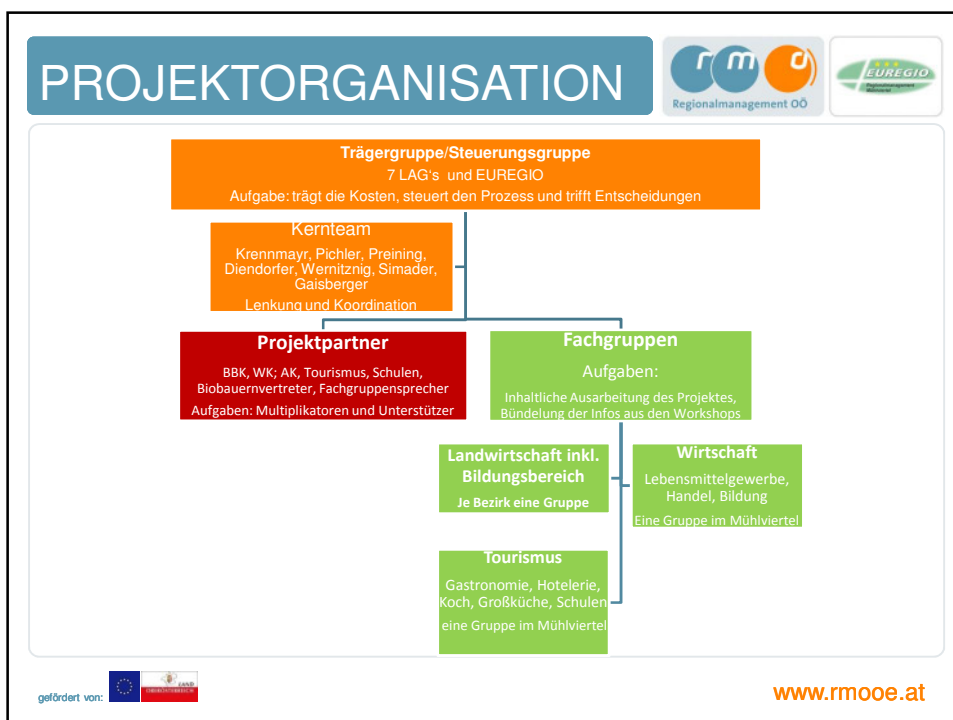 PROJEKTORGANISATION
rmo
Regionalmanagement OÖ
EUREGIO
Regionalmanagement
Trägergruppe/Steuerungsgruppe
7 LAG's und EUREGIO
Aufgabe: trägt die Kosten, steuert den Prozess und trifft Entscheidungen
Kernteam
Krennmayr, Pichler, Preining,
Diendorfer, Wernitznig, Simader,
Gaisberger
Lenkung und Koordination
Projektpartner
BBK, WK; AK, Tourismus, Schulen,
Biobauernvertreter, Fachgruppensprecher
Aufgaben: Multiplikatoren und Unterstützer
Fachgruppen
Aufgaben:
Inhaltliche Ausarbeitung des Projektes,
Bündelung der Infos aus den Workshops
Landwirtschaft inkl.
Bildungsbereich
Je Bezirk eine Gruppe
Wirtschaft
Lebensmittelgewerbe,
Handel, Bildung
Eine Gruppe im Mühlviertel
Tourismus
Gastronomie, Hotelerie,
Koch, Großküche, Schulen
eine Gruppe im Mühlviertel
gefördert von:
LAND
OBERÖSTERREICH
www.rmooe.at